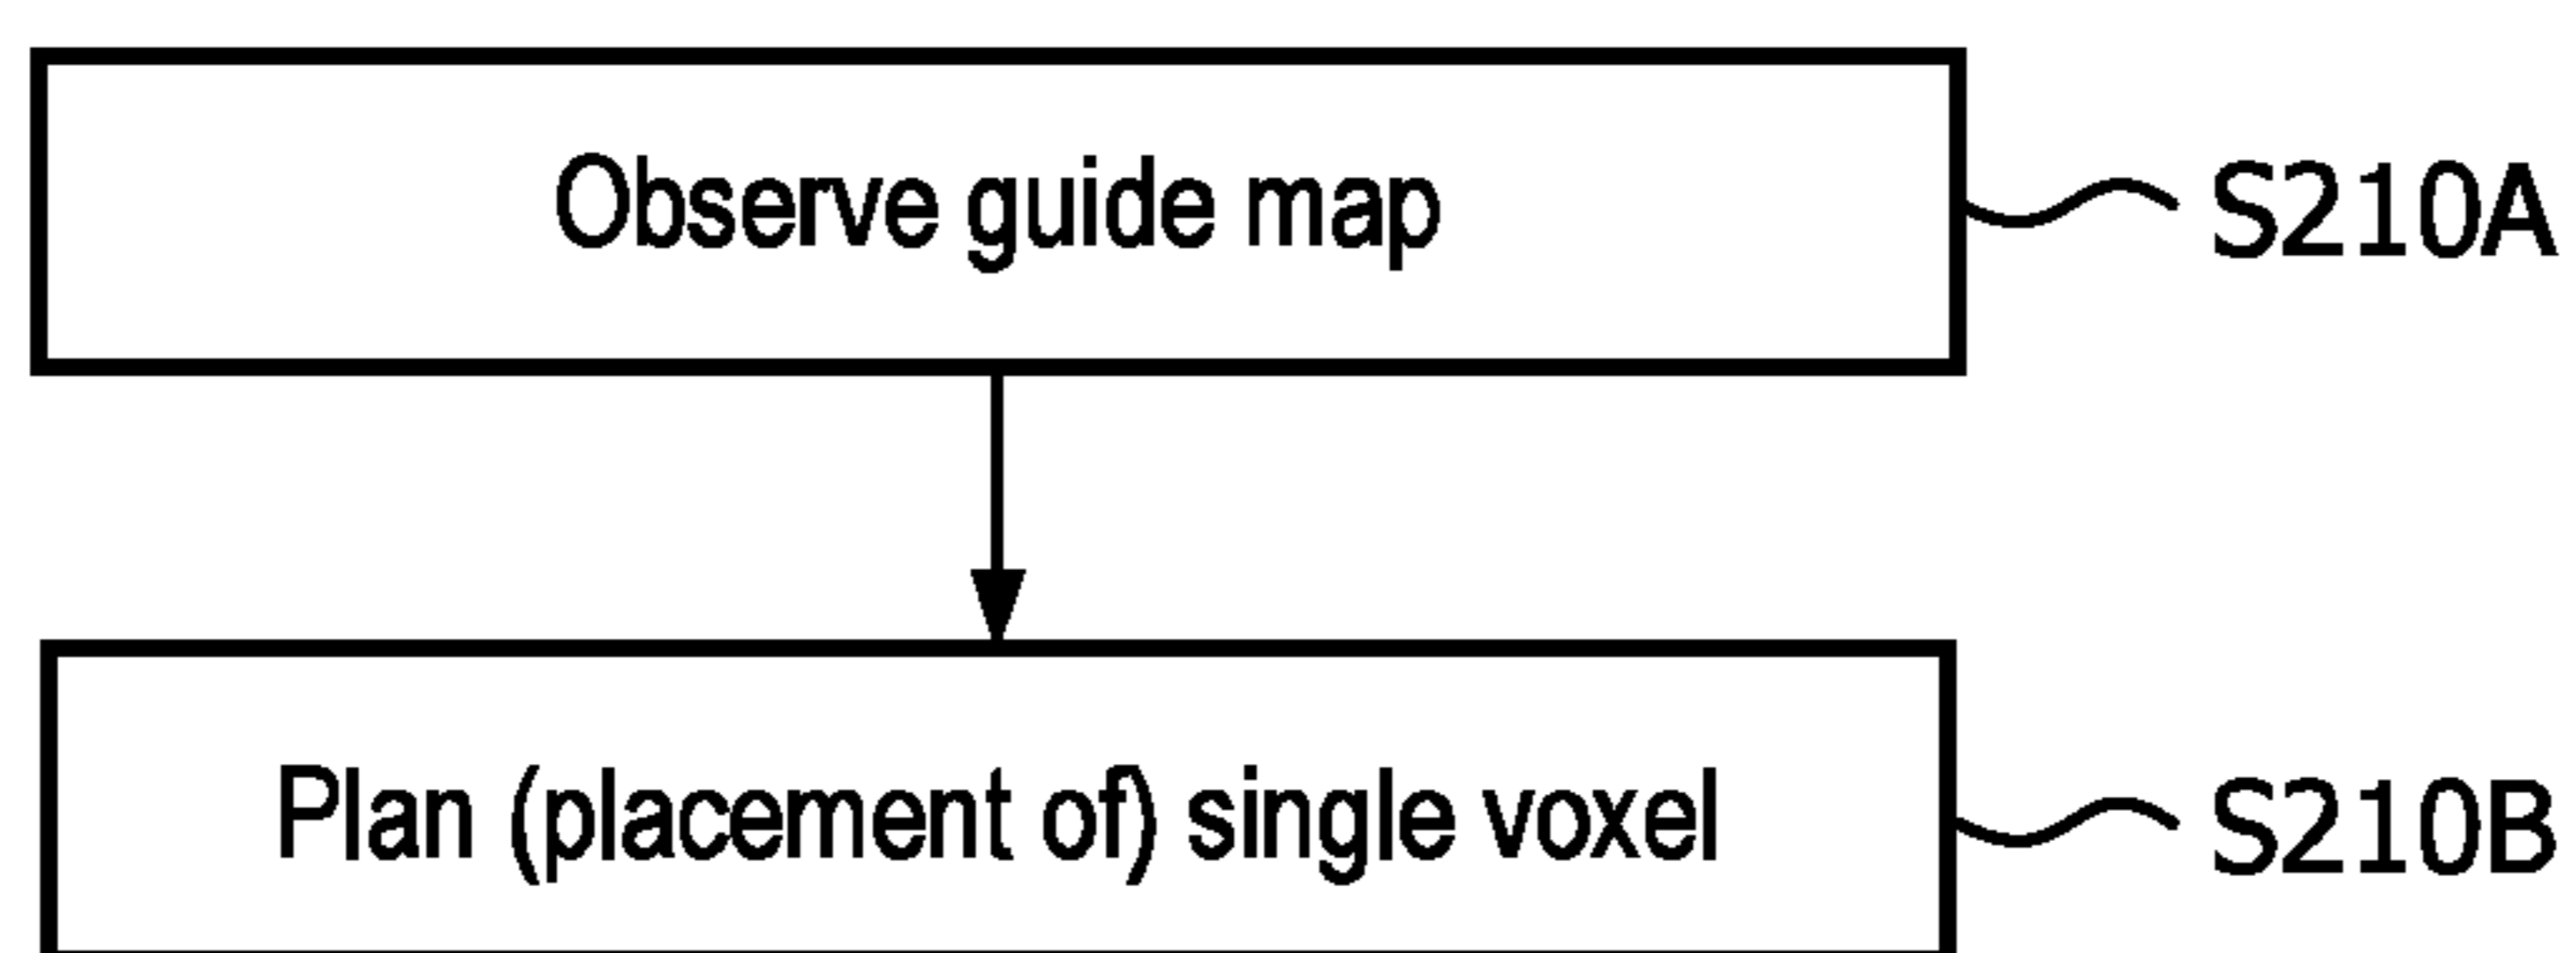 Observe guide map
S210A
Plan (placement of) single voxel
S210B